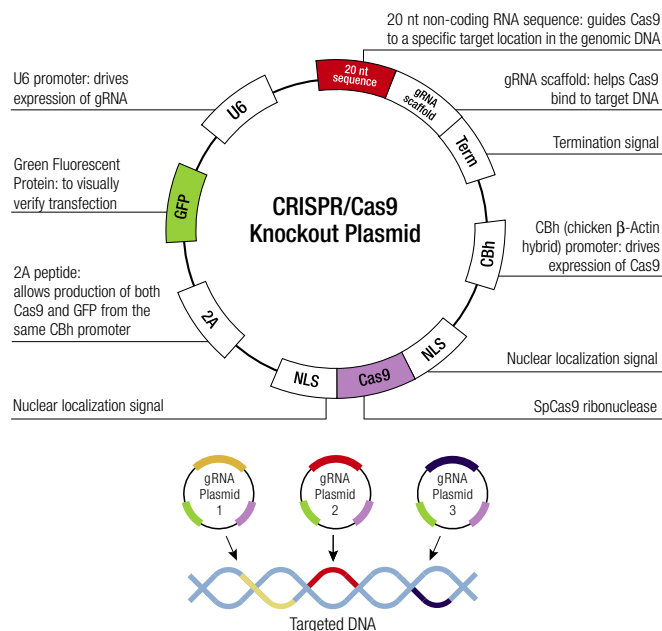 20 nt non-coding RNA sequence: guides Cas9
to a specific target location in the genomic DNA
U6 promoter: drives
expression of gRNA
gRNA scaffold: helps Cas9
bind to target DNA
Termination signal
Green Fluorescent
Protein: to visually
verify transfection
CBh (chicken β-Actin
hybrid) promoter: drives
expression of Cas9
2A peptide:
allows production of both
Cas9 and GFP from the
same CBh promoter
Nuclear localization signal
Nuclear localization signal
SpCas9 ribonuclease
20 nt
sequence
gRNA
scaffold
Term
CBh
NLS
Cas9
NLS
2A
GFP
U6
CRISPR/Cas9
Knockout Plasmid
gRNA
Plasmid
1
gRNA
Plasmid
2
gRNA
Plasmid
3
Targeted DNA